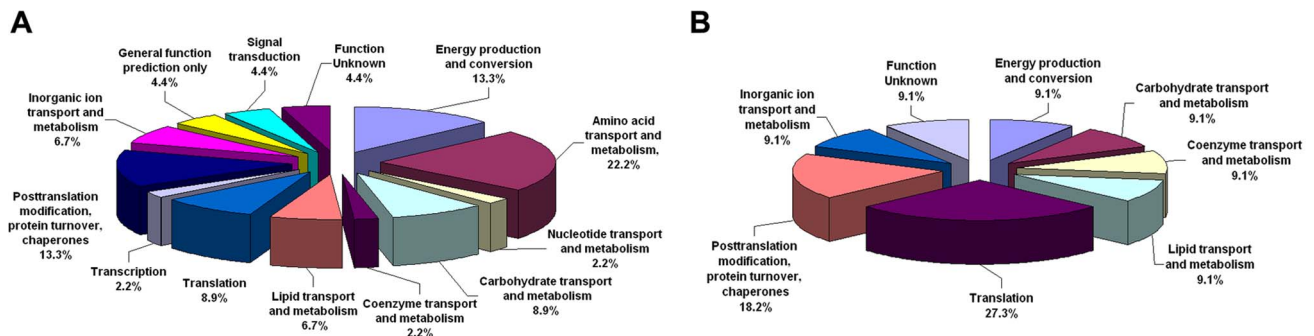 A
Signal
transduction
4.4%
Function
Unknown
4.4%
Energy production
and conversion
13.3%
General function
prediction only
4.4%
Inorganic ion
transport and
metabolism
6.7%
Amino acid
transport and
metabolism,
22.2%
Posttranslation
modification,
protein turnover,
chaperones
13.3%
Nucleotide transport
and metabolism
2.2%
Transcription
2.2%
Translation
8.9%
Lipid transport
and metabolism
6.7%
Coenzyme transport
and metabolism
2.2%
Carbohydrate transport
and metabolism
8.9%
B
Function
Unknown
9.1%
Energy production
and conversion
9.1%
Inorganic ion
transport and
metabolism
9.1%
Carbohydrate transport
and metabolism
9.1%
Coenzyme transport
and metabolism
9.1%
Posttranslation
modification,
protein turnover,
chaperones
18.2%
Translation
27.3%
Lipid transport
and metabolism
9.1%